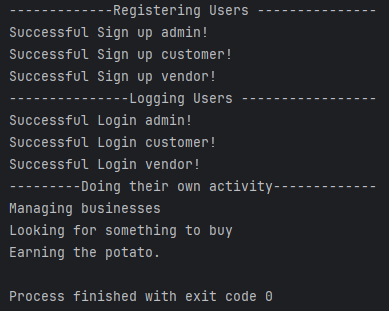 -------------Registering Users ---------------
Successful Sign up admin!
Successful Sign up customer!
Successful Sign up vendor!
---------------Logging Users -----------------
Successful Login admin!
Successful Login customer!
Successful Login vendor!
---------Doing their own activity-------------
Managing businesses
Looking for something to buy
Earning the potato.
Process finished with exit code 0